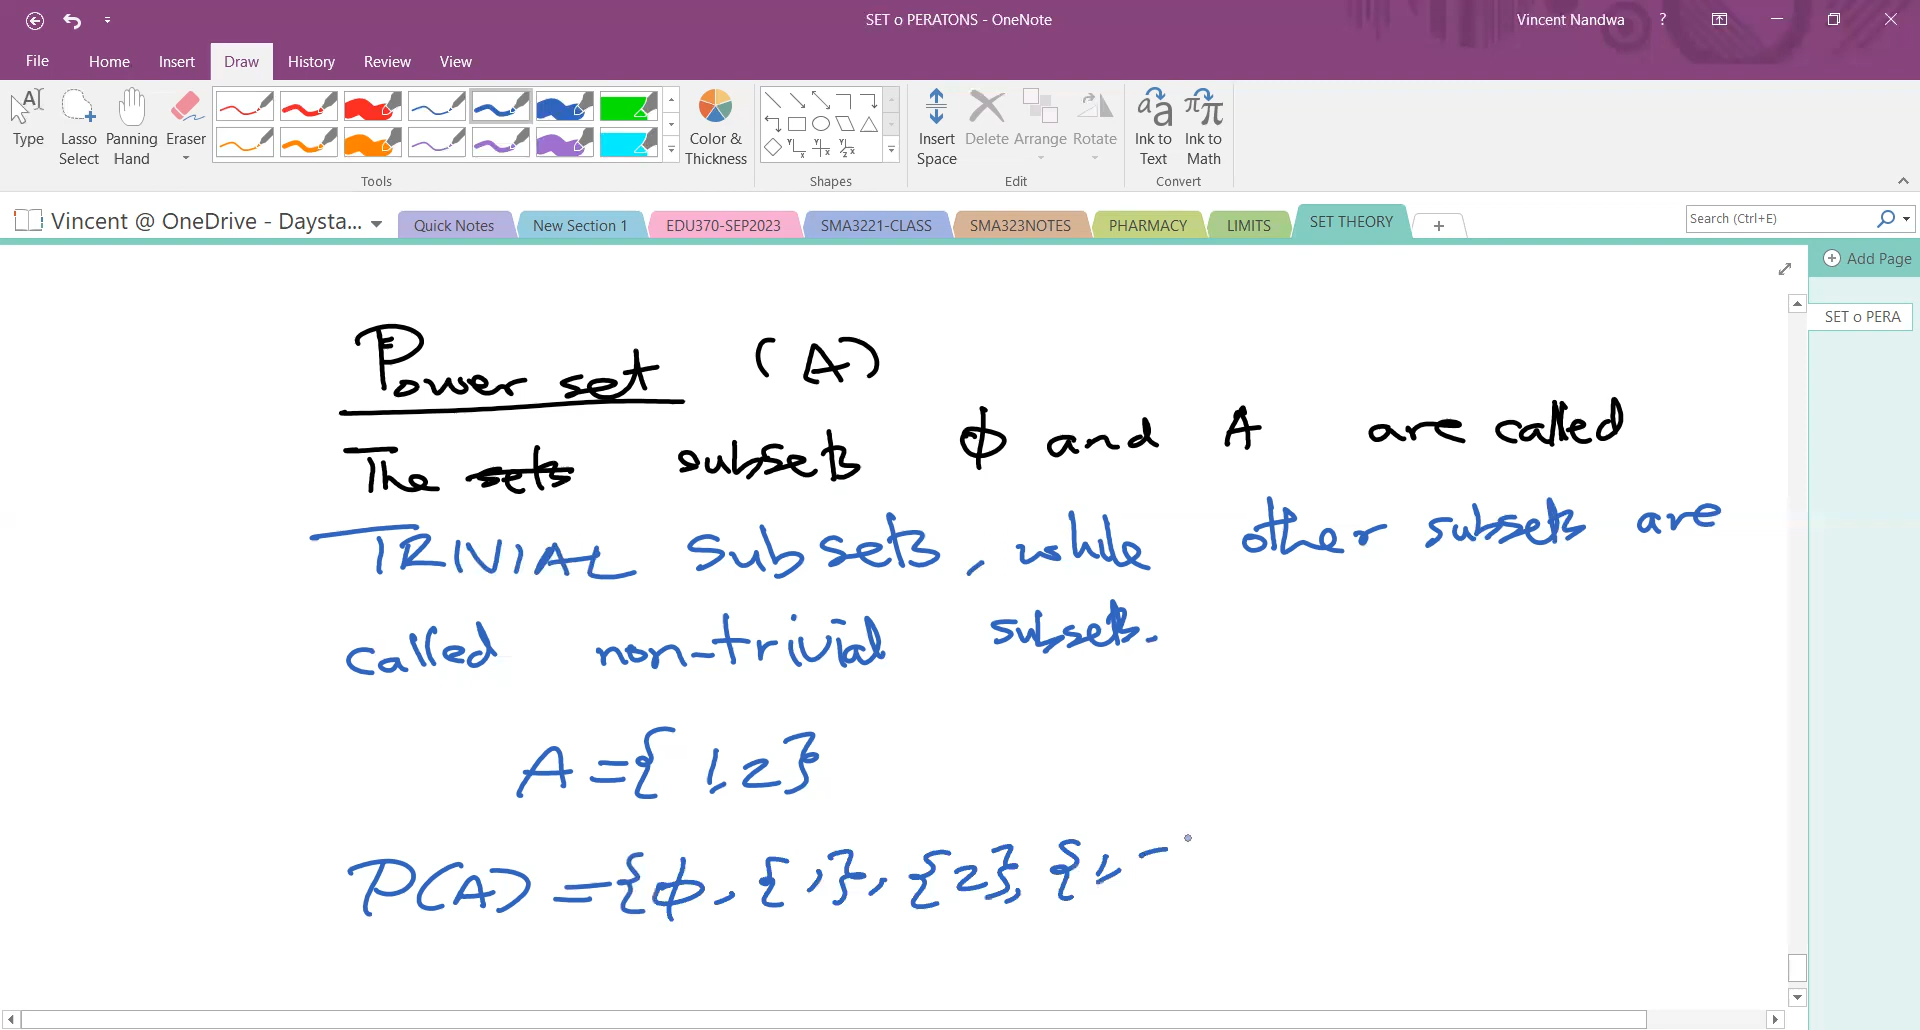 SET o PERATONS - OneNote
Vincent Nandwa
?
File Home Insert Draw History Review View
Type
Lasso Select
Panning Hand
Eraser
Color & Thickness
Insert Space
Delete
Arrange
Rotate
Ink to Text
Ink to Math
Tools
Shapes
Edit
Convert
Vincent @ OneDrive - Daysta...
Quick Notes
New Section 1
EDU370-SEP2023
SMA3221-CLASS
SMA323NOTES
PHARMACY
LIMITS
SET THEORY
+
Search (Ctrl+E)
Add Page
SET o PERA
Power set (A)
The sets subsets ϕ and A are called
TRIVIAL subsets, while other subsets are
called non-trivial subsets.
A = { 1, 2 }
P(A) = { ϕ, { 1 }, { 2 }, { 1, -